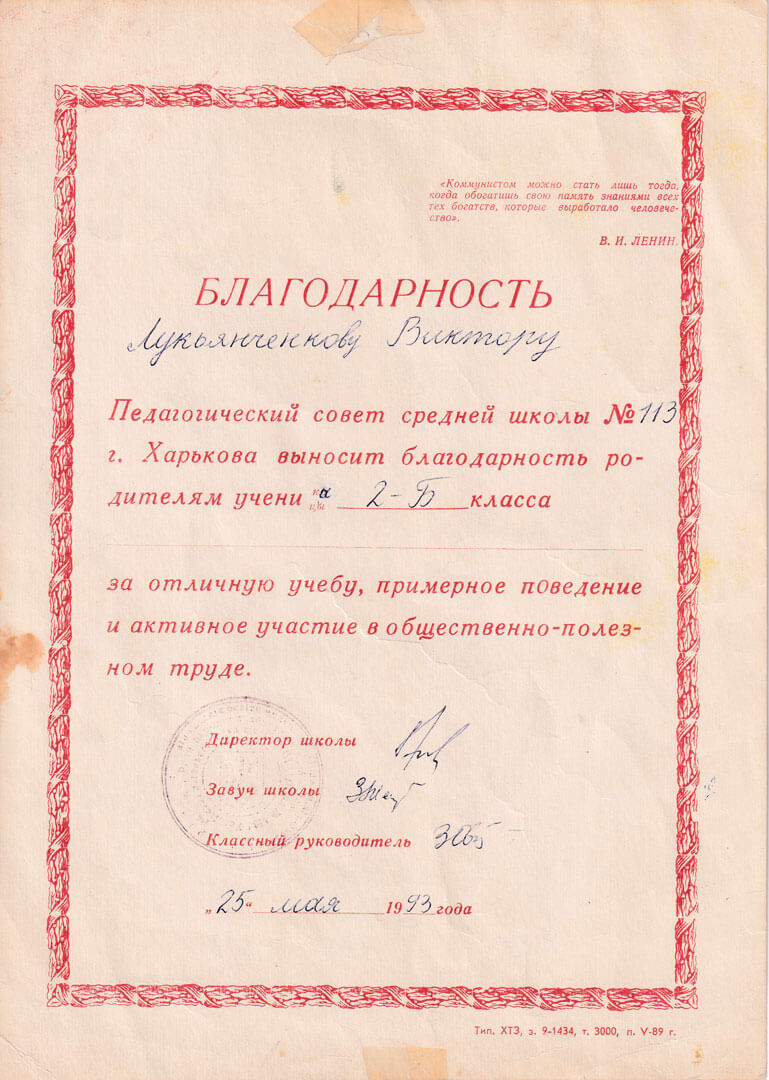 «Коммунистом можно стать лишь тогда,
когда обогатишь свою память знаниями всех
тех богатств, которые выработало человече-
ство».
В. И. ЛЕНИН.
БЛАГОДАРНОСТЬ
Лукьянченкову Виктору
Педагогический совет средней школы № 113
г. Харькова выносит благодарность ро-
дителям учени ка 2-Б класса
цы
за отличную учебу, примерное поведение
и активное участие в общественно-полез-
ном труде.
Директор школы
Завуч школы
Классный руководитель
„25" мая 1993 года
Тип. ХТЗ, з. 9-1434, т. 3000, п. V-89 г.